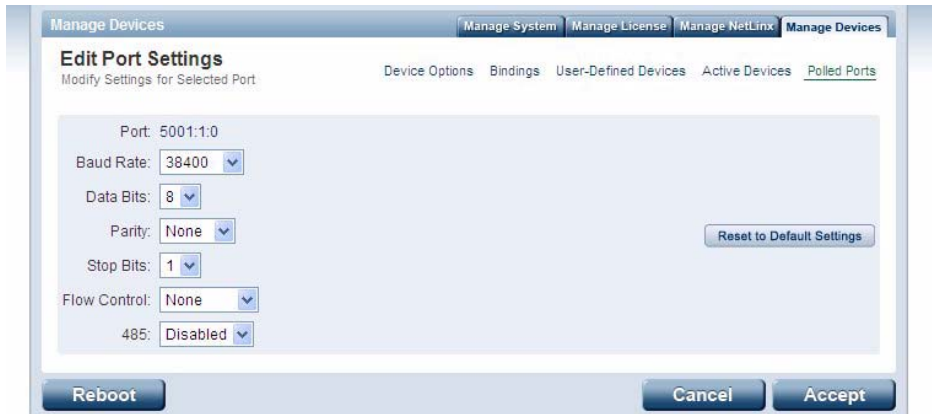 Manage Devices
Manage System Manage License Manage NetLinx Manage Devices
Edit Port Settings
Modify Settings for Selected Port
Device Options Bindings User-Defined Devices Active Devices Polled Ports
Port: 5001:1:0
Baud Rate: 38400
Data Bits: 8
Parity: None
Reset to Default Settings
Stop Bits: 1
Flow Control: None
485: Disabled
Reboot Cancel Accept